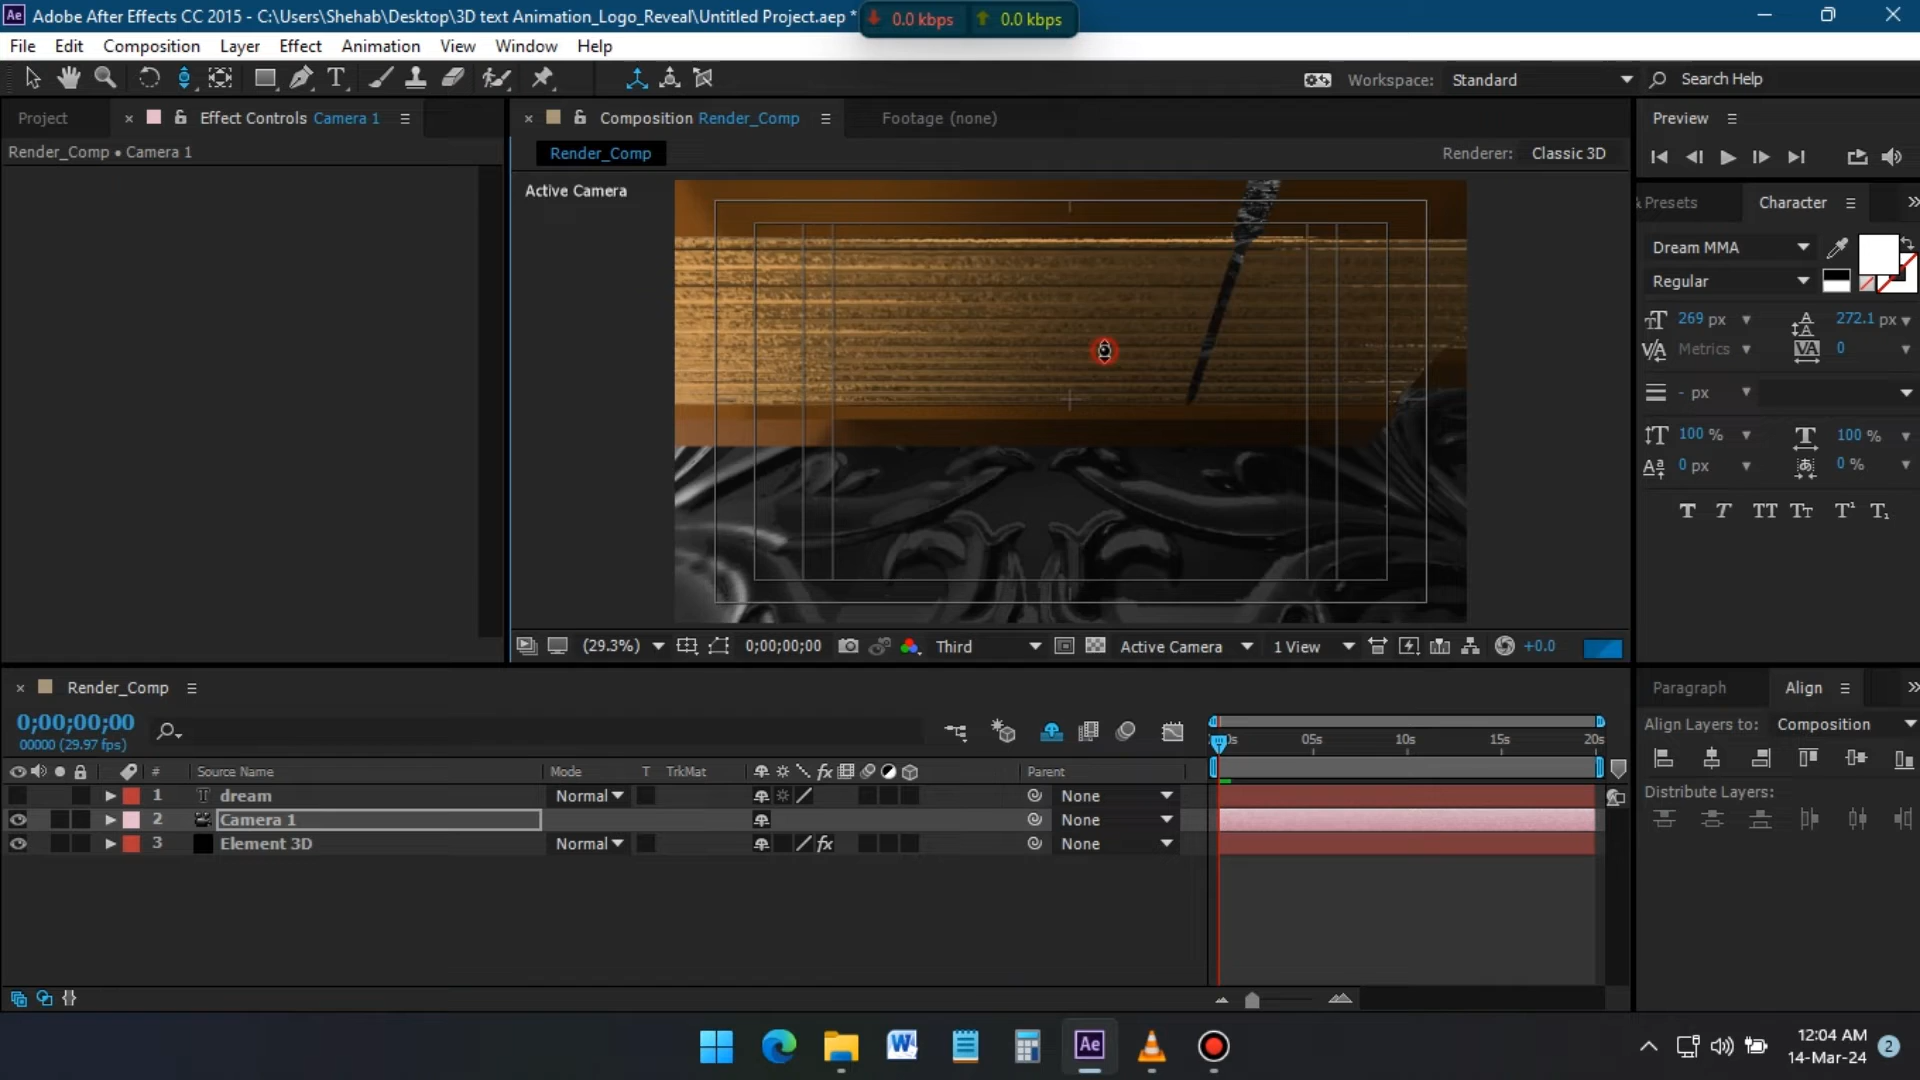 Adobe After Effects CC 2015 - C:\Users\Shehab\Desktop\3D text Animation_Logo_Reveal\Untitled Project.aep *
0.0 kbps 0.0 kbps
File Edit Composition Layer Effect Animation View Window Help
Workspace: Standard Search Help
Project Effect Controls Camera 1
Composition Render_Comp Footage (none)
Preview
Render_Comp • Camera 1
Render_Comp
Renderer: Classic 3D
Active Camera
& Presets Character
Dream MMA
Regular
269 px 272.1 px
Metrics 0
- px
100 % 100 %
0 px 0 %
T T TT Tт T¹ T₁
(29.3%) 0;00;00;00 Third Active Camera 1 View +0.0
Render_Comp
Paragraph Align
0;00;00;00
00000 (29.97 fps)
Align Layers to: Composition
05s 10s 15s 20s
# Source Name Mode T TrkMat fx Parent
Distribute Layers:
1 T dream Normal None
2 Camera 1 None
3 Element 3D Normal fx None
12:04 AM
14-Mar-24
2